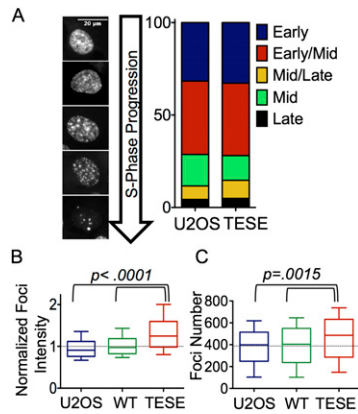 A
20 µm
S-Phase Progression
100
50
0
U2OS TESE
Early
Early/Mid
Mid/Late
Mid
Late
B
p< .0001
Normalized Foci
Intensity
2
1
0
U2OS WT TESE
C
p=.0015
Foci Number
800
600
400
200
0
U2OS WT TESE